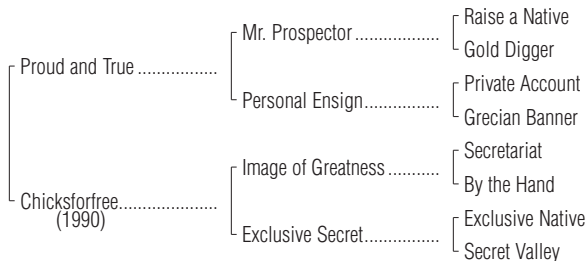 Raise a Native
Mr. Prospector ..................
Gold Digger
Proud and True .................
Private Account
Personal Ensign................
Grecian Banner
Secretariat
Image of Greatness ...........
By the Hand
Chicksforfree......................
(1990)
Exclusive Native
Exclusive Secret................
Secret Valley